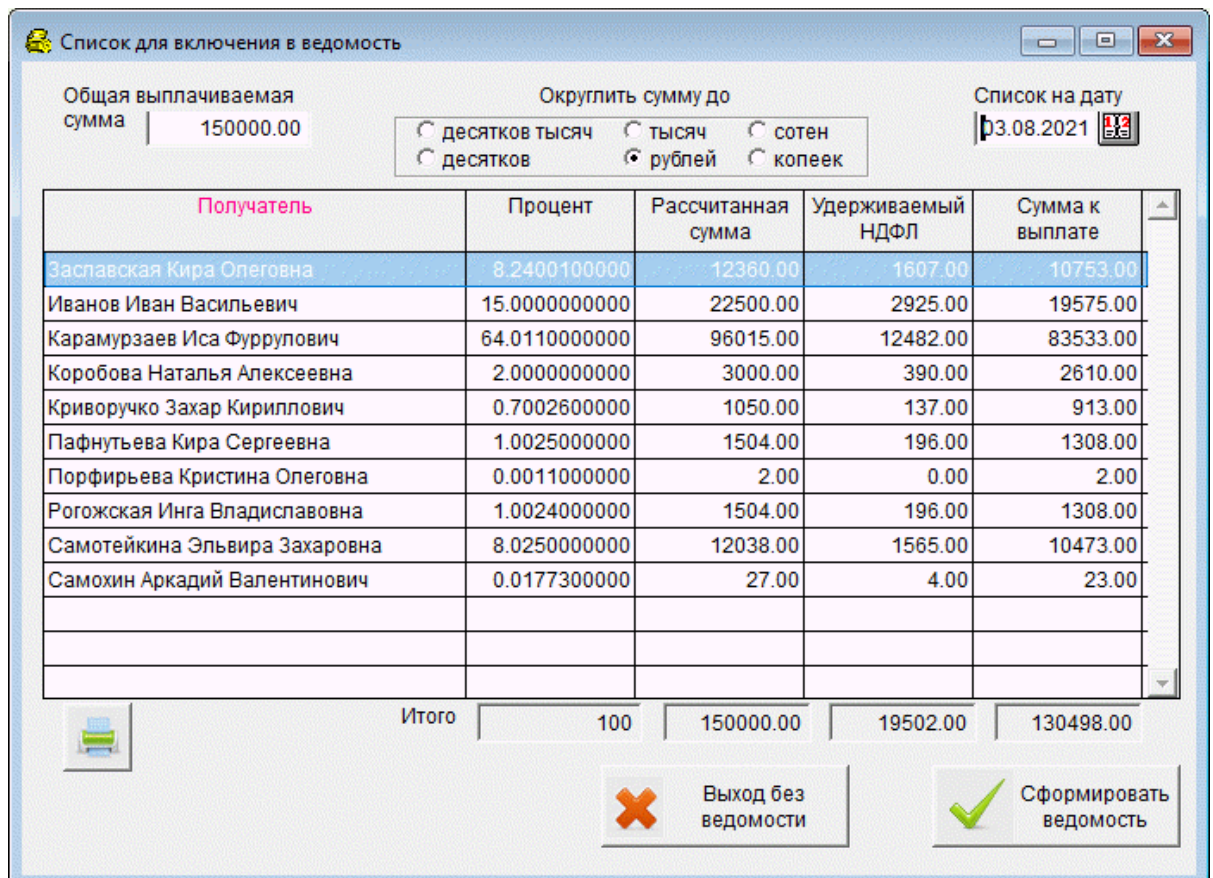 Список для включения в ведомость
Общая выплачиваемая сумма 150000.00
Округлить сумму до
десятков тысяч тысяч сотен
десятков рублей копеек
Список на дату
03.08.2021
Получатель Процент Рассчитанная сумма Удерживаемый НДФЛ Сумма к выплате
Заславская Кира Олеговна 8.2400100000 12360.00 1607.00 10753.00
Иванов Иван Васильевич 15.0000000000 22500.00 2925.00 19575.00
Карамурзаев Иса Фуррулович 64.0110000000 96015.00 12482.00 83533.00
Коробова Наталья Алексеевна 2.0000000000 3000.00 390.00 2610.00
Криворучко Захар Кириллович 0.7002600000 1050.00 137.00 913.00
Пафнутьева Кира Сергеевна 1.0025000000 1504.00 196.00 1308.00
Порфирьева Кристина Олеговна 0.0011000000 2.00 0.00 2.00
Рогожская Инга Владиславовна 1.0024000000 1504.00 196.00 1308.00
Самотейкина Эльвира Захаровна 8.0250000000 12038.00 1565.00 10473.00
Самохин Аркадий Валентинович 0.0177300000 27.00 4.00 23.00
Итого 100 150000.00 19502.00 130498.00
Выход без ведомости
Сформировать ведомость